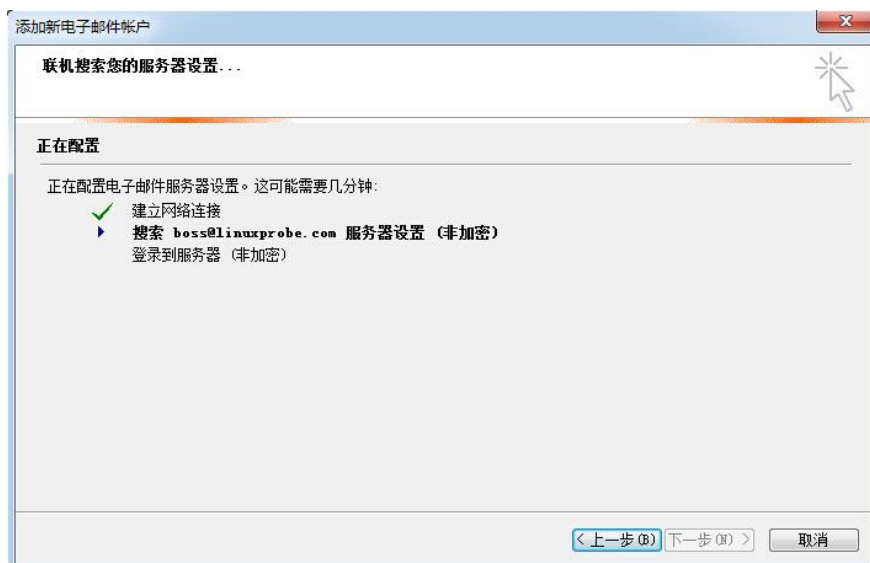 添加新电子邮件帐户
联机搜索您的服务器设置...
正在配置
正在配置电子邮件服务器设置。这可能需要几分钟:
建立网络连接
搜索 boss@linuxprobe.com 服务器设置 (非加密)
登录到服务器 (非加密)
< 上一步(B) 下一步(N) > 取消